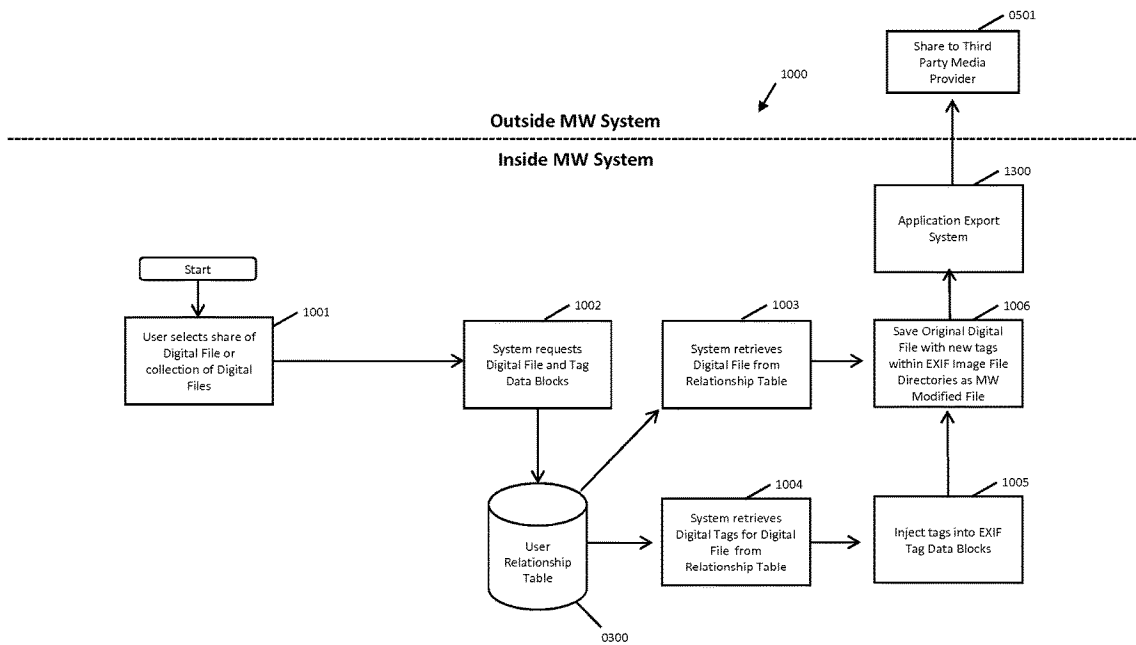 0501
Share to Third
Party Media
Provider
1000
Outside MW System
Inside MW System
1300
Application Export
System
Start
1001
User selects share of
Digital File or
collection of Digital
Files
1002
System requests
Digital File and Tag
Data Blocks
1003
System retrieves
Digital File from
Relationship Table
1006
Save Original Digital
File with new tags
within EXIF Image File
Directories as MW
Modified File
User
Relationship
Table
0300
1004
System retrieves
Digital Tags for Digital
File from
Relationship Table
1005
Inject tags into EXIF
Tag Data Blocks